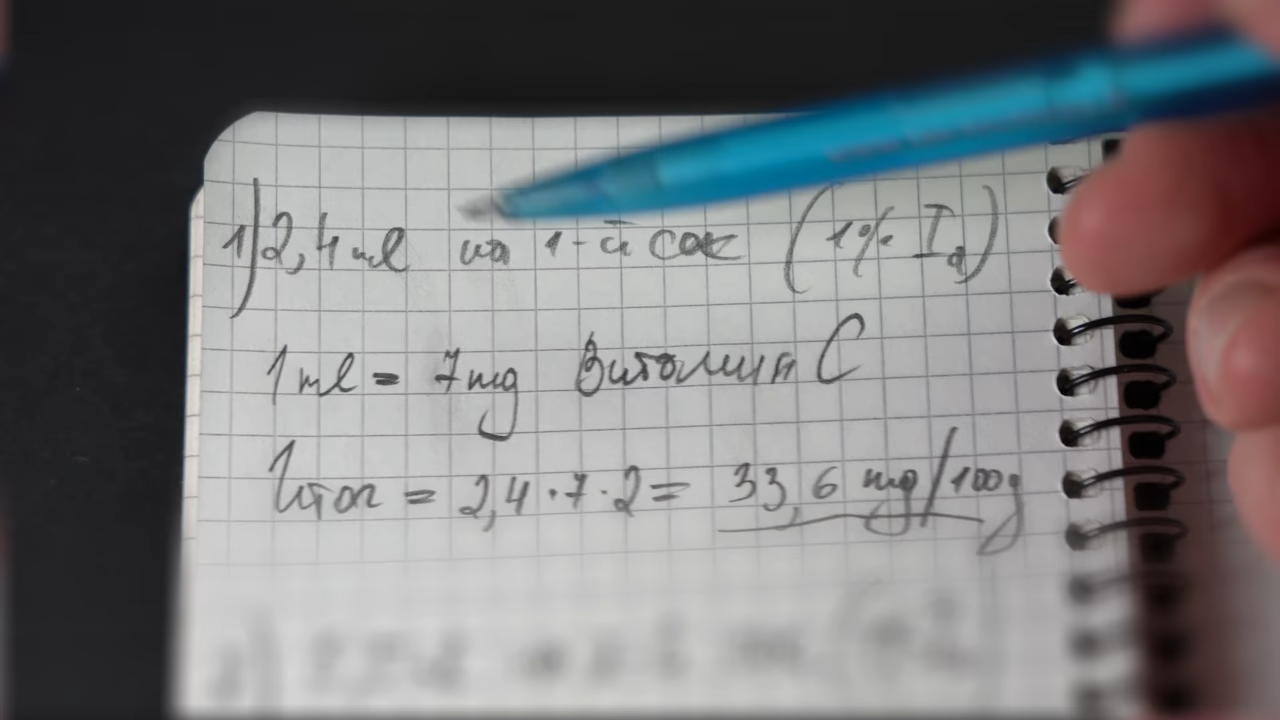 1) 2,4 ml на 1-й сок (1% I₂)
1 ml = 7 mg Витамин C
Итог = 2,4 · 7 · 2 = 33,6 mg/100g